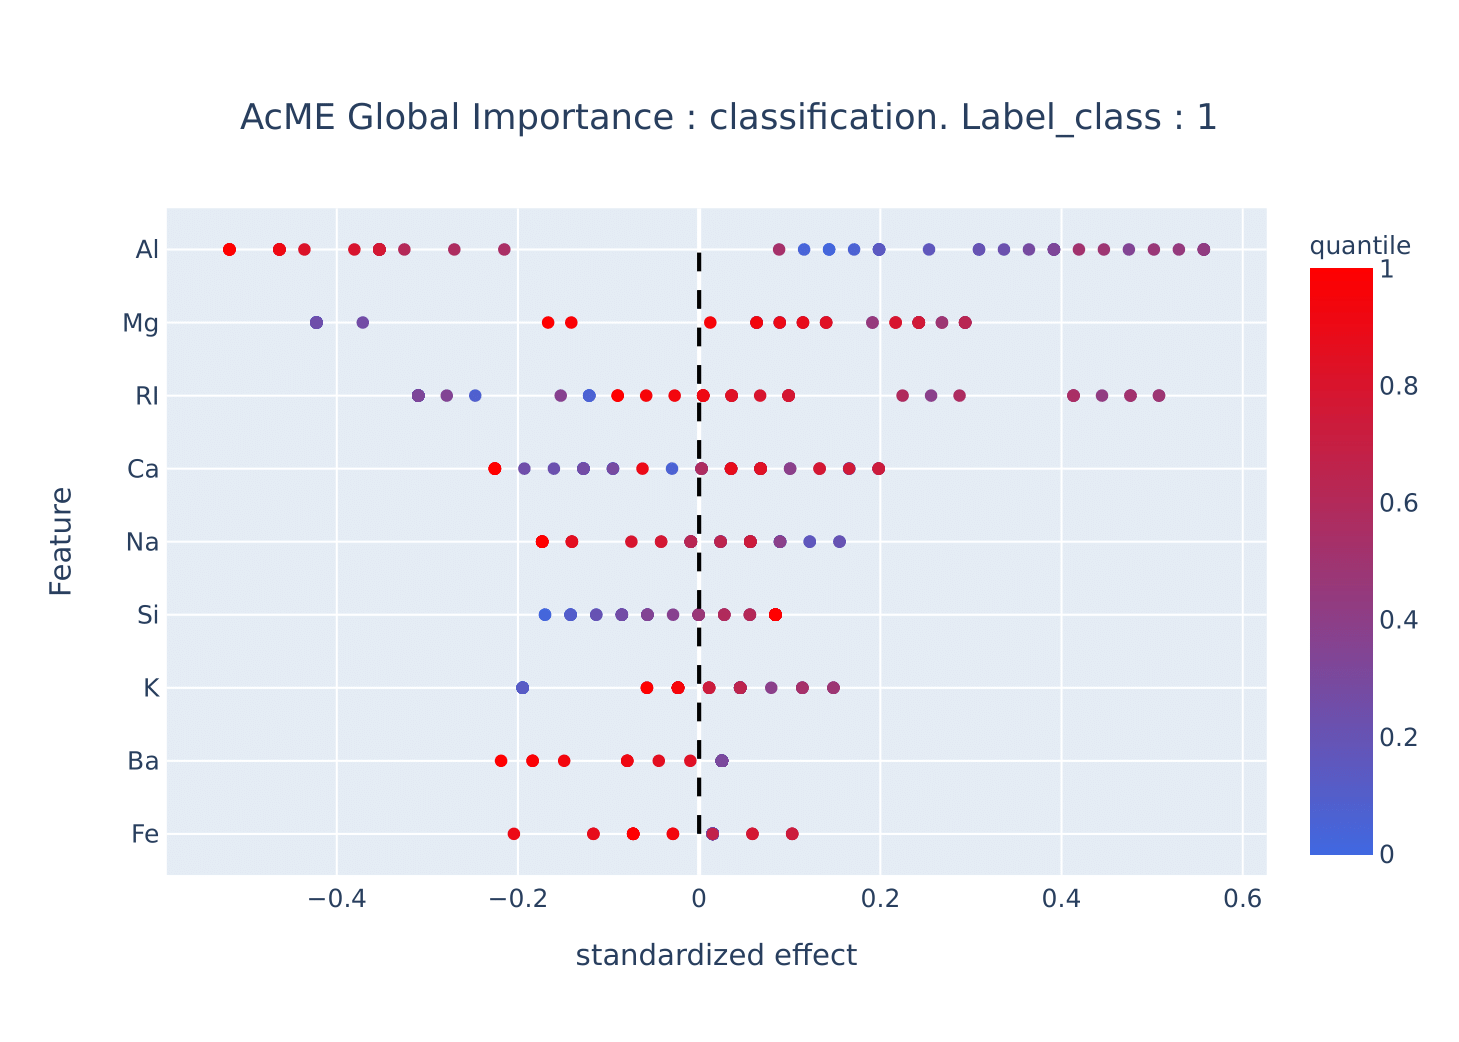 AcME Global Importance : classification. Label_class : 1
quantile
1
0.8
0.6
0.4
0.2
0
Feature
Al
Mg
RI
Ca
Na
Si
K
Ba
Fe
−0.4
−0.2
0
0.2
0.4
0.6
standardized effect